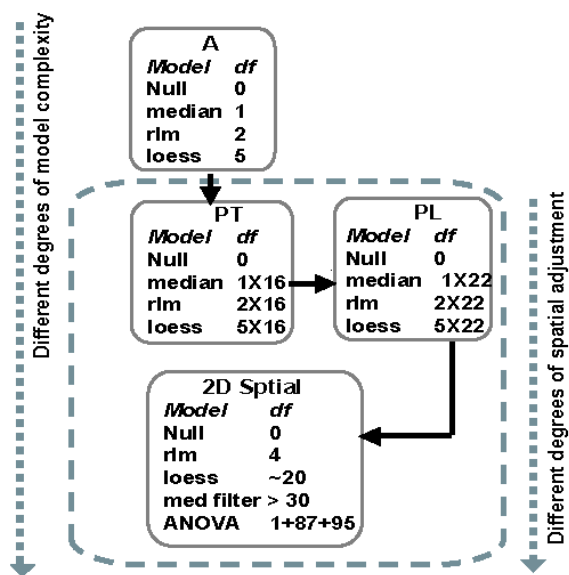 Different degrees of model complexity
A
Model df
Null 0
median 1
rlm 2
loess 5
PT
Model df
Null 0
median 1X16
rlm 2X16
loess 5X16
PL
Model df
Null 0
median 1X22
rlm 2X22
loess 5X22
2D Sptial
Model df
Null 0
rlm 4
loess ~20
med filter > 30
ANOVA 1+87+95
Different degrees of spatial adjustment